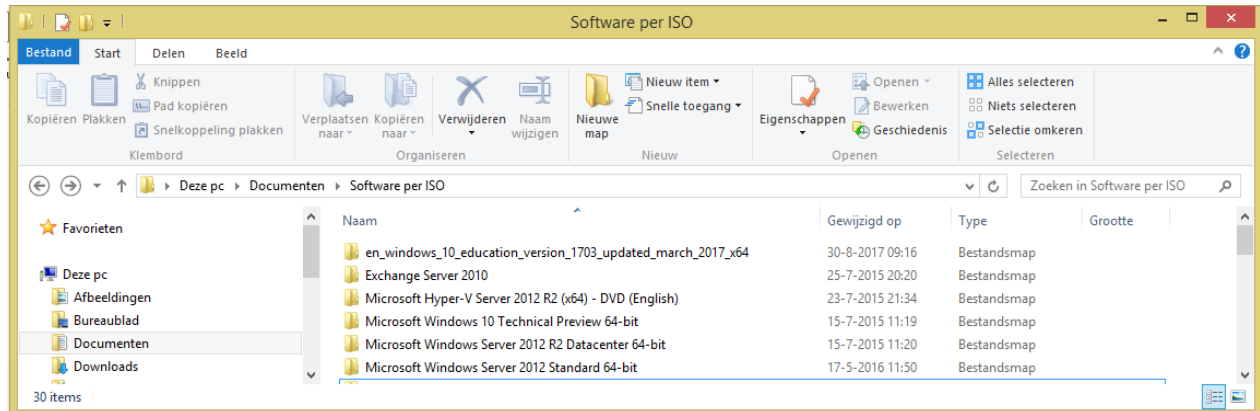 Software per ISO
Bestand Start Delen Beeld
Kopiëren Plakken
Knippen
Pad kopiëren
Snelkoppeling plakken
Klembord
Verplaatsen naar
Kopiëren naar
Verwijderen
Naam wijzigen
Organiseren
Nieuwe map
Nieuw item
Snelle toegang
Nieuw
Eigenschappen
Openen
Bewerken
Geschiedenis
Openen
Alles selecteren
Niets selecteren
Selectie omkeren
Selecteren
Deze pc Documenten Software per ISO
Zoeken in Software per ISO
Favorieten
Deze pc
Afbeeldingen
Bureaublad
Documenten
Downloads
Naam Gewijzigd op Type Grootte
en_windows_10_education_version_1703_updated_march_2017_x64 30-8-2017 09:16 Bestandsmap
Exchange Server 2010 25-7-2015 20:20 Bestandsmap
Microsoft Hyper-V Server 2012 R2 (x64) - DVD (English) 23-7-2015 21:34 Bestandsmap
Microsoft Windows 10 Technical Preview 64-bit 15-7-2015 11:19 Bestandsmap
Microsoft Windows Server 2012 R2 Datacenter 64-bit 15-7-2015 11:20 Bestandsmap
Microsoft Windows Server 2012 Standard 64-bit 17-5-2016 11:50 Bestandsmap
30 items